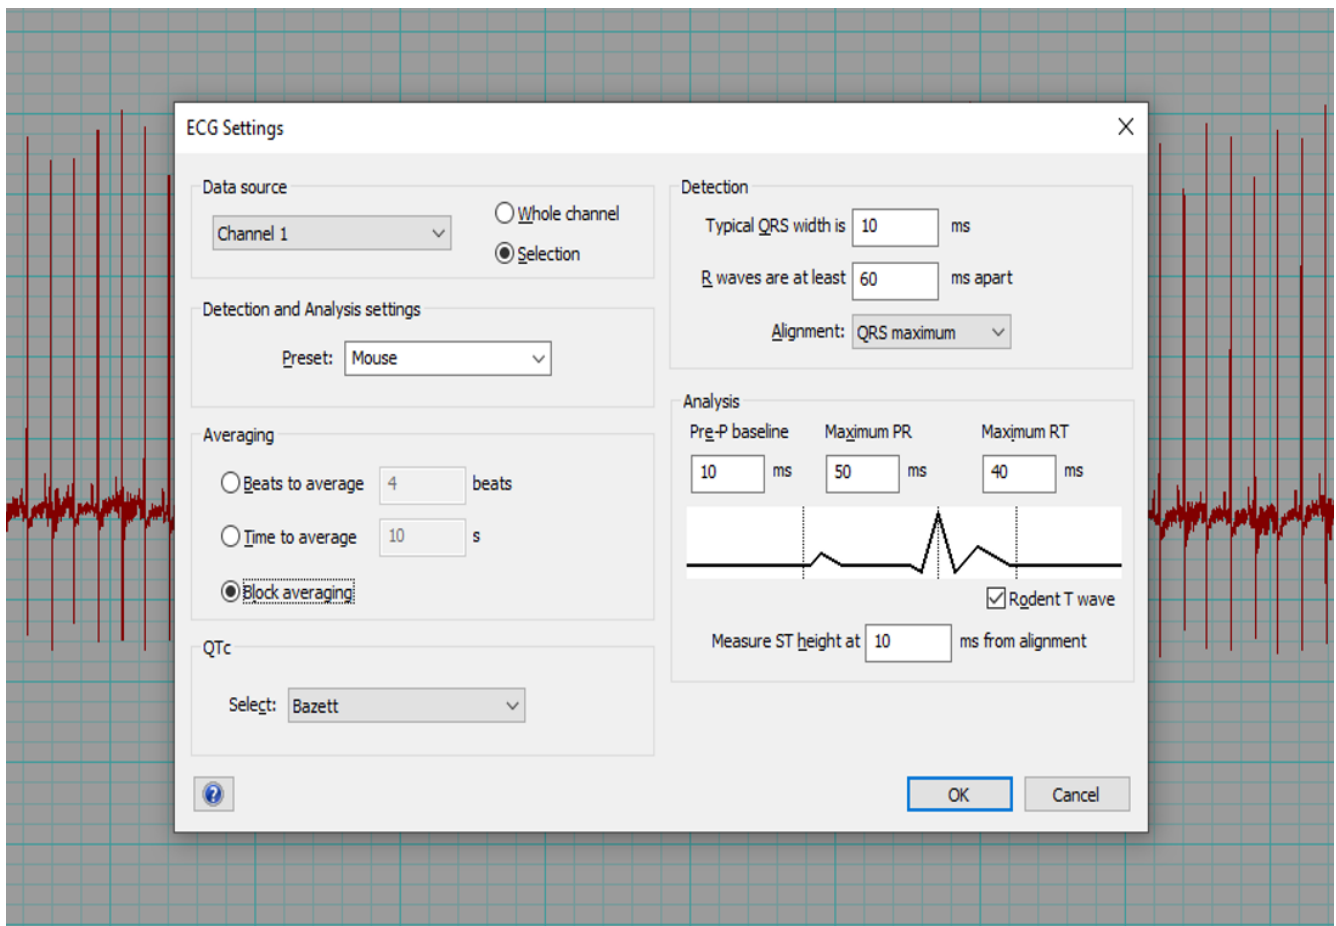 ECG Settings
Data source
Channel 1
Whole channel
Selection
Detection and Analysis settings
Preset: Mouse
Averaging
Beats to average 4 beats
Time to average 10 s
Block averaging
QTc
Select: Bazett
Detection
Typical QRS width is 10 ms
R waves are at least 60 ms apart
Alignment: QRS maximum
Analysis
Pre-P baseline Maximum PR Maximum RT
10 ms 50 ms 40 ms
Rodent T wave
Measure ST height at 10 ms from alignment
?
OK Cancel